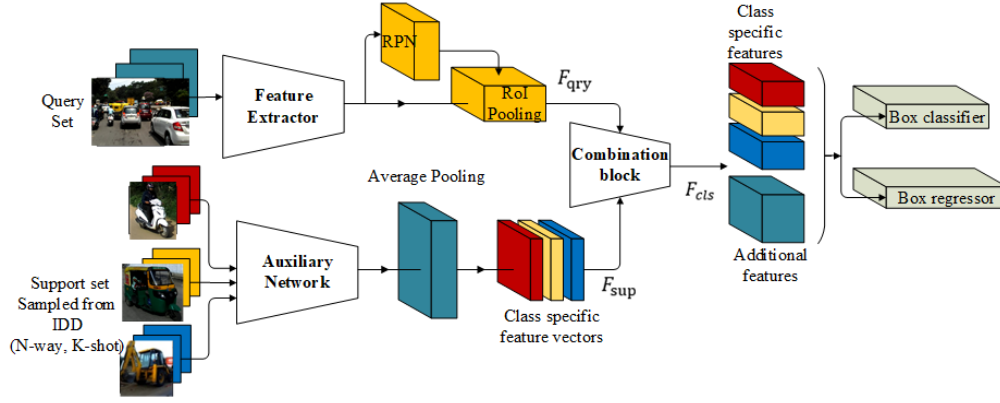 Query
Set
Feature
Extractor
RPN
RoI
Pooling
F_qry
Combination
block
F_cls
Class
specific
features
Box classifier
Box regressor
Additional
features
Support set
Sampled from
IDD
(N-way, K-shot)
Auxiliary
Network
Average Pooling
Class specific
feature vectors
F_sup